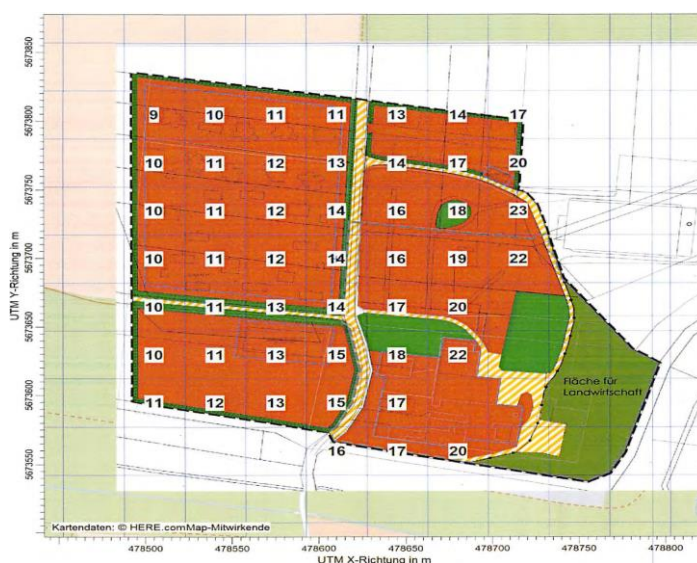 5673850
5673800
5673750
5673700
5673650
5673600
5673550
UTM Y-Richtung in m
9 10 11 11 13 14 17
10 11 12 13 14 17 20
10 11 12 14 16 18 23
10 11 12 14 16 19 22
10 11 13 14 17 20
10 11 13 15 18 22
Fläche für
Landwirtschaft
11 12 13 15 17
16 17 20
Kartendaten: © HERE.comMap-Mitwirkende
478500 478550 478600 478650 478700 478750 478800
UTM X-Richtung in m